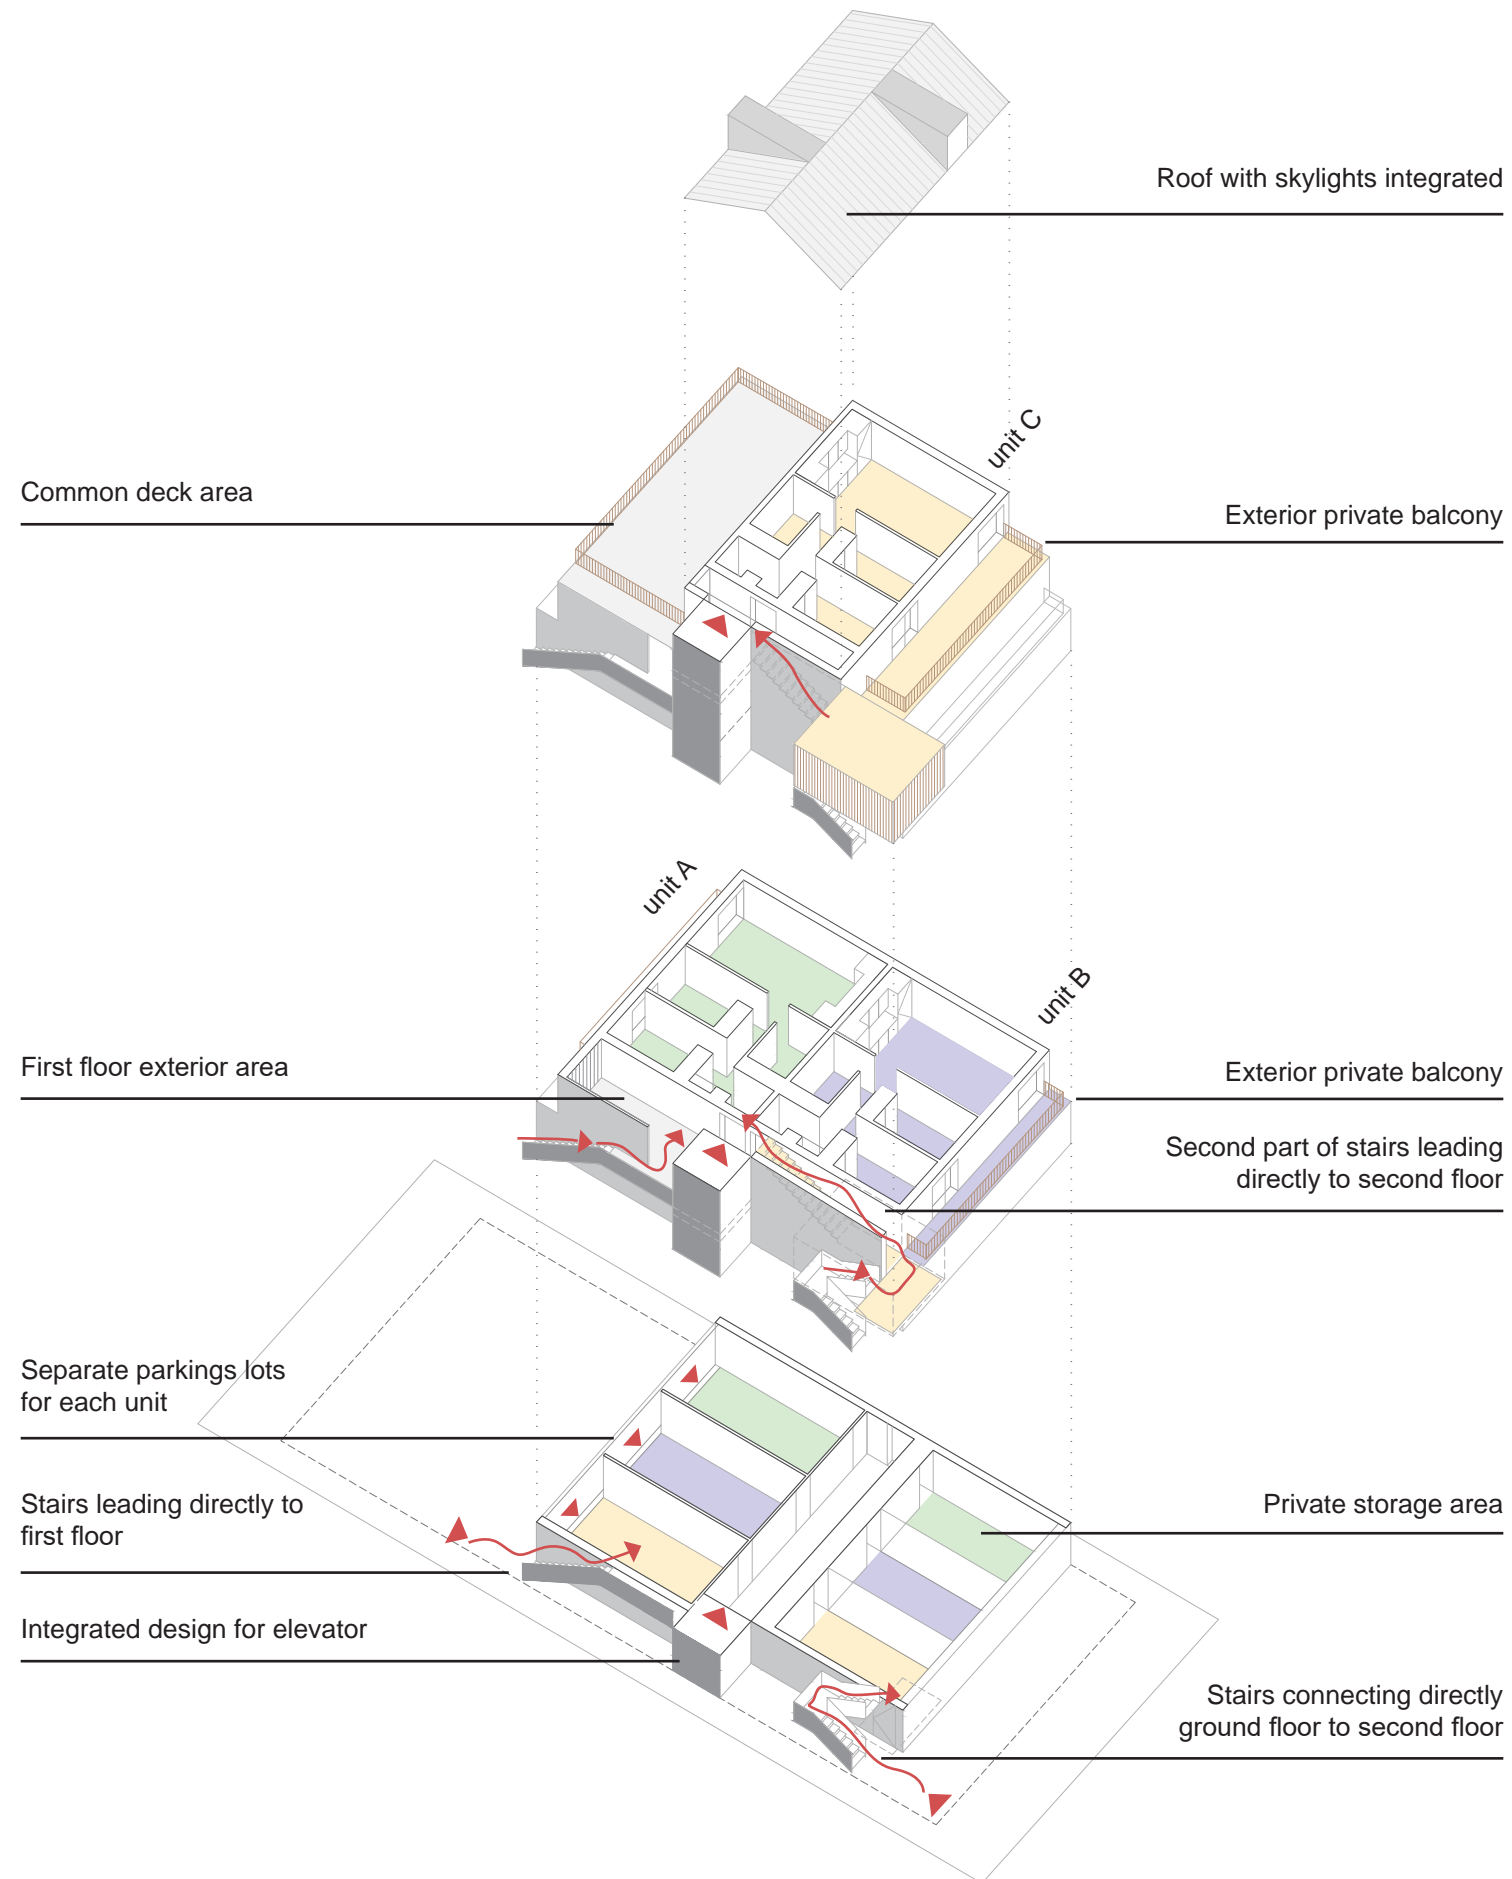 Roof with skylights integrated
unit C
Common deck area
Exterior private balcony
unit A
unit B
First floor exterior area
Exterior private balcony
Second part of stairs leading
directly to second floor
Separate parkings lots
for each unit
Stairs leading directly to
first floor
Private storage area
Integrated design for elevator
Stairs connecting directly
ground floor to second floor